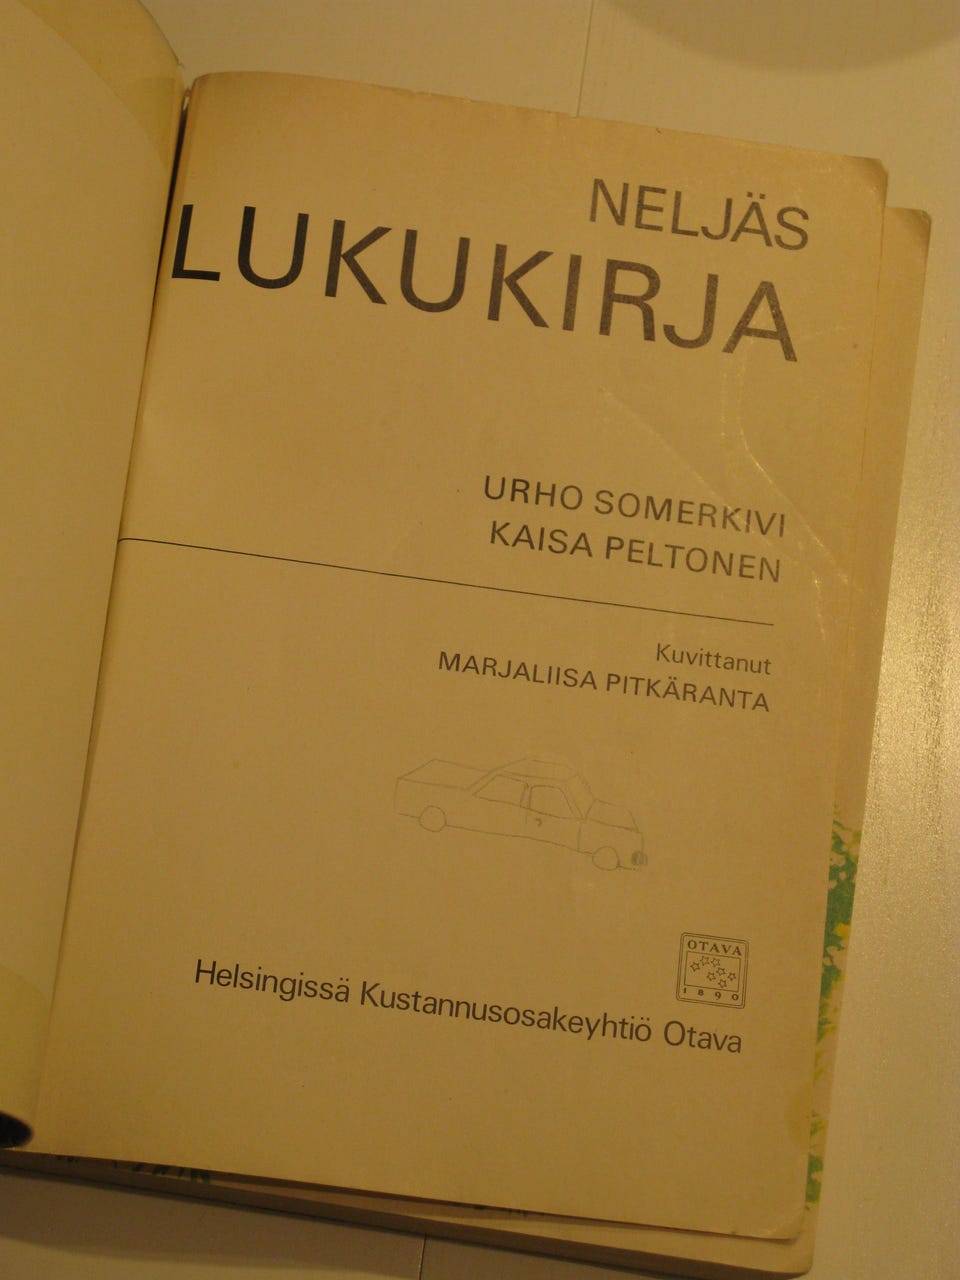 NELJÄS
LUKUKIRJA
URHO SOMERKIVI
KAISA PELTONEN
Kuvittanut
MARJALIISA PITKÄRANTA
OTAVA
1890
Helsingissä Kustannusosakeyhtiö Otava